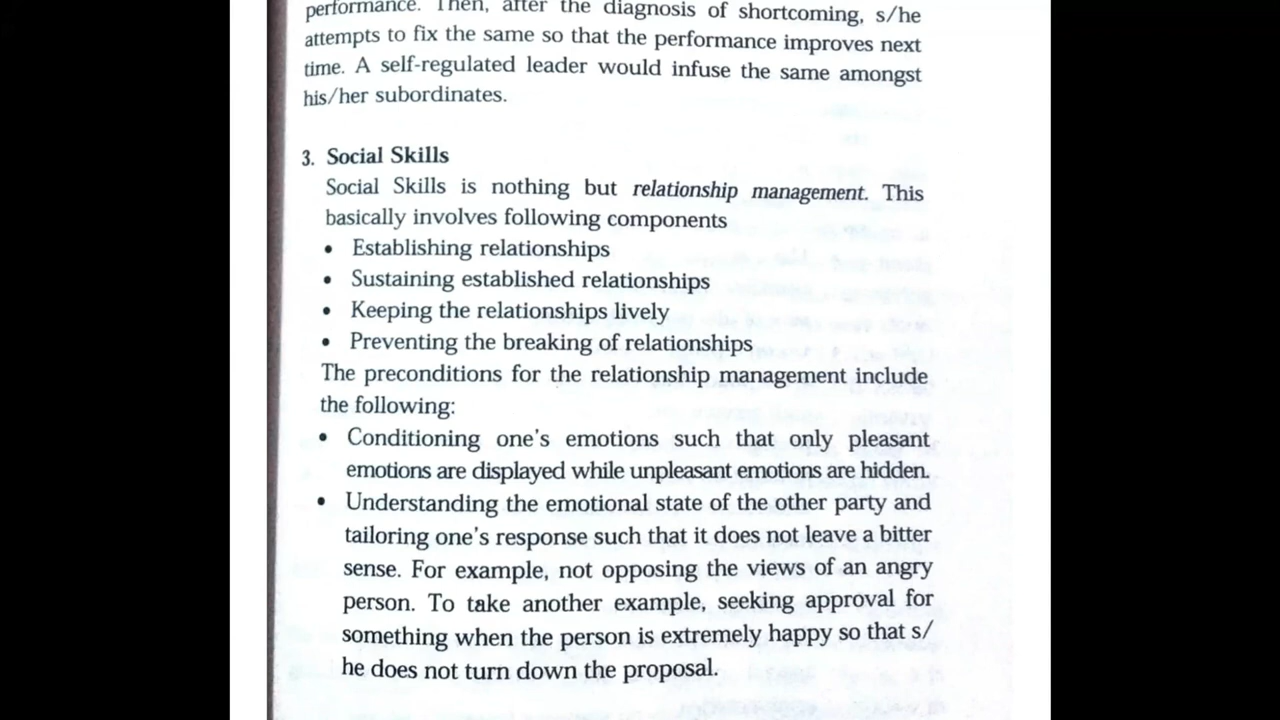 performance. Then, after the diagnosis of shortcoming, s/he
attempts to fix the same so that the performance improves next
time. A self-regulated leader would infuse the same amongst
his/her subordinates.
3. Social Skills
Social Skills is nothing but relationship management. This
basically involves following components
• Establishing relationships
• Sustaining established relationships
• Keeping the relationships lively
• Preventing the breaking of relationships
The preconditions for the relationship management include
the following:
• Conditioning one's emotions such that only pleasant
emotions are displayed while unpleasant emotions are hidden.
• Understanding the emotional state of the other party and
tailoring one's response such that it does not leave a bitter
sense. For example, not opposing the views of an angry
person. To take another example, seeking approval for
something when the person is extremely happy so that s/
he does not turn down the proposal.